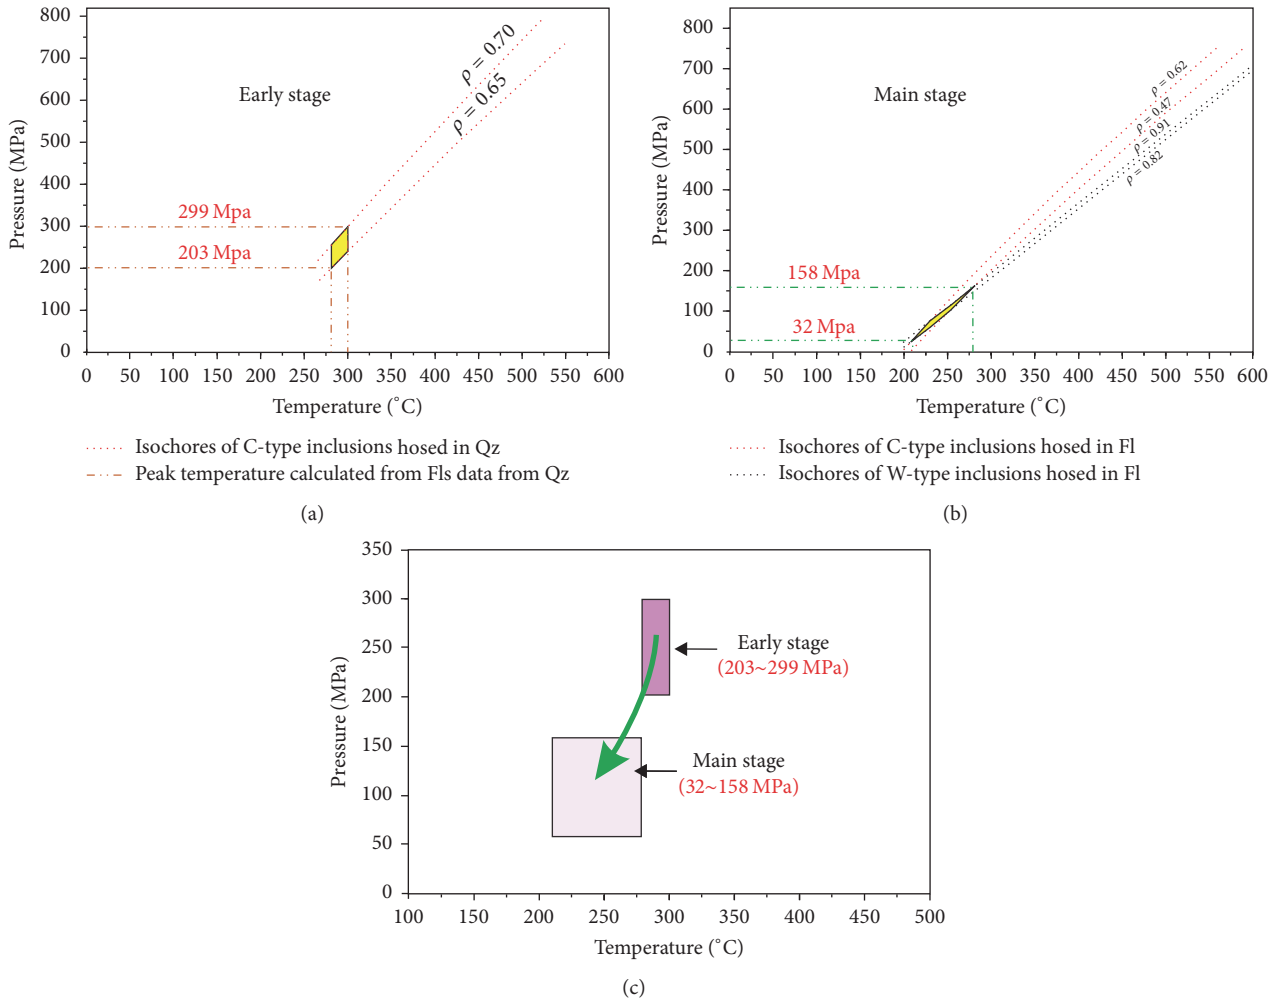 800
700
600
500
400
300
200
100
0
Pressure (MPa)
Early stage
ρ = 0.70
ρ = 0.65
299 Mpa
203 Mpa
0 50 100 150 200 250 300 350 400 450 500 550 600
Temperature (°C)
Isochores of C-type inclusions hosed in Qz
Peak temperature calculated from Fls data from Qz
(a)
800
700
600
500
400
300
200
100
0
Pressure (MPa)
Main stage
ρ = 0.62
ρ = 0.47
ρ = 0.91
ρ = 0.82
158 Mpa
32 Mpa
0 50 100 150 200 250 300 350 400 450 500 550 600
Temperature (°C)
Isochores of C-type inclusions hosed in Fl
Isochores of W-type inclusions hosed in Fl
(b)
350
300
250
200
150
100
50
0
Pressure (MPa)
Early stage
(203~299 MPa)
Main stage
(32~158 MPa)
100 150 200 250 300 350 400 450 500
Temperature (°C)
(c)